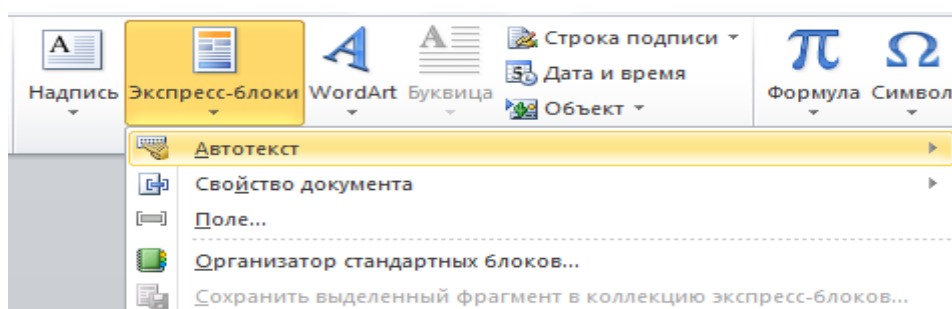 Строка подписи
Дата и время
Объект
Надпись Экспресс-блоки WordArt Буквица Формула Символ
Автотекст
Свойство документа
Поле...
Организатор стандартных блоков...
Сохранить выделенный фрагмент в коллекцию экспресс-блоков...